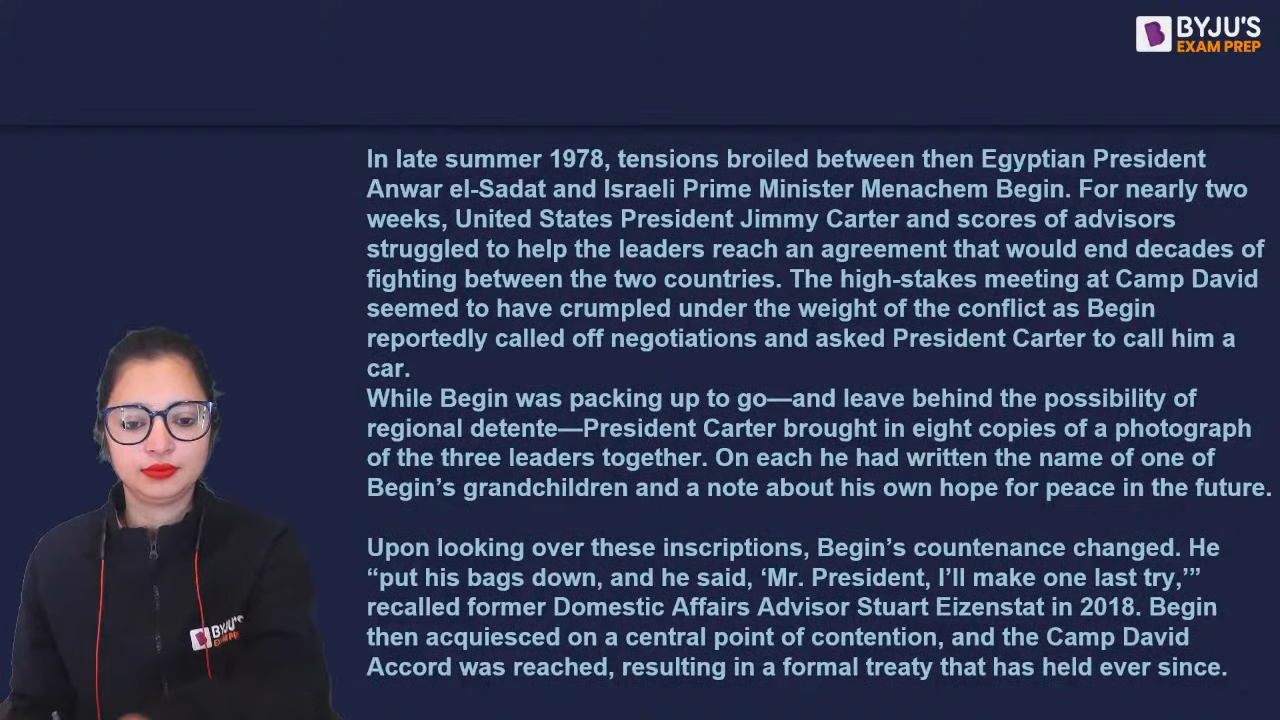 BYJU'S
EXAM PREP
In late summer 1978, tensions broiled between then Egyptian President
Anwar el-Sadat and Israeli Prime Minister Menachem Begin. For nearly two
weeks, United States President Jimmy Carter and scores of advisors
struggled to help the leaders reach an agreement that would end decades of
fighting between the two countries. The high-stakes meeting at Camp David
seemed to have crumpled under the weight of the conflict as Begin
reportedly called off negotiations and asked President Carter to call him a
car.
While Begin was packing up to go—and leave behind the possibility of
regional detente—President Carter brought in eight copies of a photograph
of the three leaders together. On each he had written the name of one of
Begin’s grandchildren and a note about his own hope for peace in the future.
Upon looking over these inscriptions, Begin’s countenance changed. He
“put his bags down, and he said, ‘Mr. President, I’ll make one last try,’”
recalled former Domestic Affairs Advisor Stuart Eizenstat in 2018. Begin
then acquiesced on a central point of contention, and the Camp David
Accord was reached, resulting in a formal treaty that has held ever since.
BYJU'S
EXAM PREP